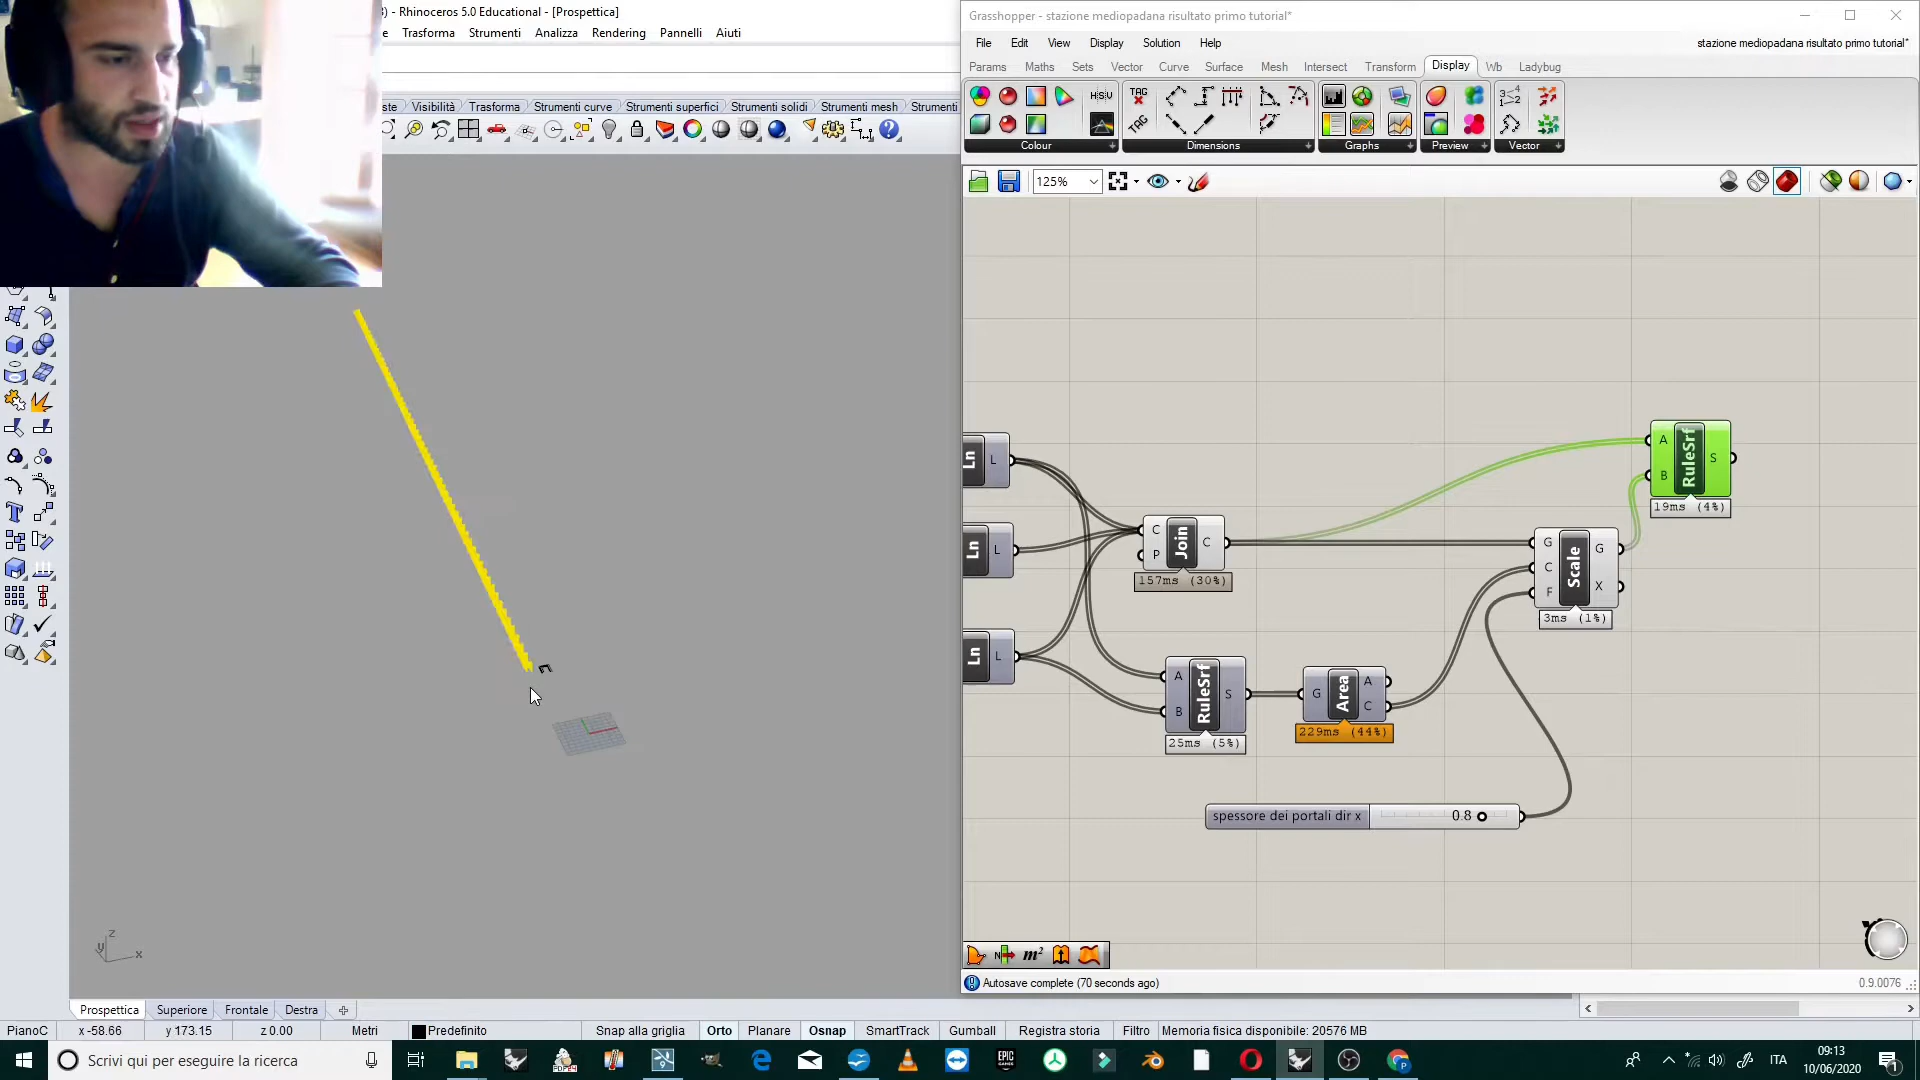 ) - Rhinoceros 5.0 Educational - [Prospettica]
e Trasforma Strumenti Analizza Rendering Pannelli Aiuti
ste Visibilità Trasforma Strumenti curve Strumenti superfici Strumenti solidi Strumenti mesh Strumenti
Grasshopper - stazione mediopadana risultato primo tutorial*
File Edit View Display Solution Help
stazione mediopadana risultato primo tutorial*
Params Maths Sets Vector Curve Surface Mesh Intersect Transform Display Wb Ladybug
HSV
TAG
TAG
Colour Dimensions Graphs Preview Vector
125%
A
B
RuleSrf
S
19ms (4%)
Ln L
Ln L
Ln L
C
P
Join
C
157ms (30%)
G
C
F
Scale
G
X
3ms (1%)
A
B
RuleSrf
S
25ms (5%)
G
Area
A
C
229ms (44%)
spessore dei portali dir x 0.8
m²
Autosave complete (70 seconds ago)
0.9.0076
z
y
x
Prospettica Superiore Frontale Destra
PianoC x -58.66 y 173.15 z 0.00 Metri Predefinito Snap alla griglia Orto Planare Osnap SmartTrack Gumball Registra storia Filtro Memoria fisica disponibile: 20576 MB
Scrivi qui per eseguire la ricerca
ITA
09:13
10/06/2020
1